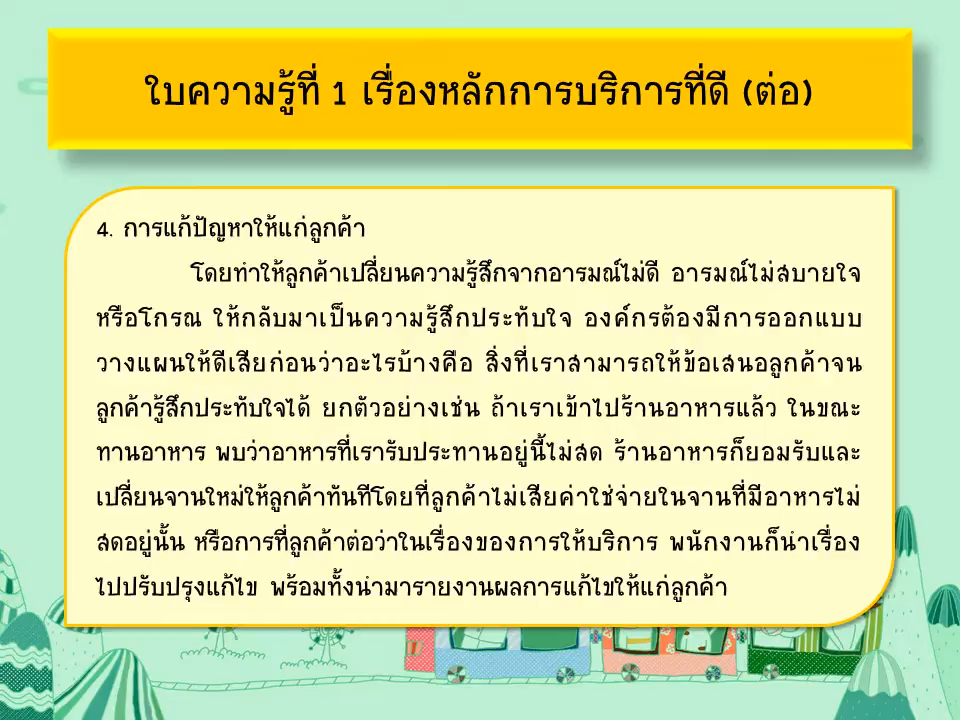 ใบความรู้ที่ 1 เรื่องหลักการบริการที่ดี (ต่อ)
4. การแก้ปัญหาให้แก่ลูกค้า
โดยทำให้ลูกค้าเปลี่ยนความรู้สึกจากอารมณ์ไม่ดี อารมณ์ไม่สบายใจ
หรือโกรณ ให้กลับมาเป็นความรู้สึกประทับใจ องค์กรต้องมีการออกแบบ
วางแผนให้ดีเสียก่อนว่าอะไรบ้างคือ สิ่งที่เราสามารถให้ข้อเสนอลูกค้าจน
ลูกค้ารู้สึกประทับใจได้ ยกตัวอย่างเช่น ถ้าเราเข้าไปร้านอาหารแล้ว ในขณะ
ทานอาหาร พบว่าอาหารที่เรารับประทานอยู่นี้ไม่สด ร้านอาหารก็ยอมรับและ
เปลี่ยนจานใหม่ให้ลูกค้าทันทีโดยที่ลูกค้าไม่เสียค่าใช่จ่ายในจานที่มีอาหารไม่
สดอยู่นั้น หรือการที่ลูกค้าต่อว่าในเรื่องของการให้บริการ พนักงานก็นำเรื่อง
ไปปรับปรุงแก้ไข พร้อมทั้งนำมารายงานผลการแก้ไขให้แก่ลูกค้า